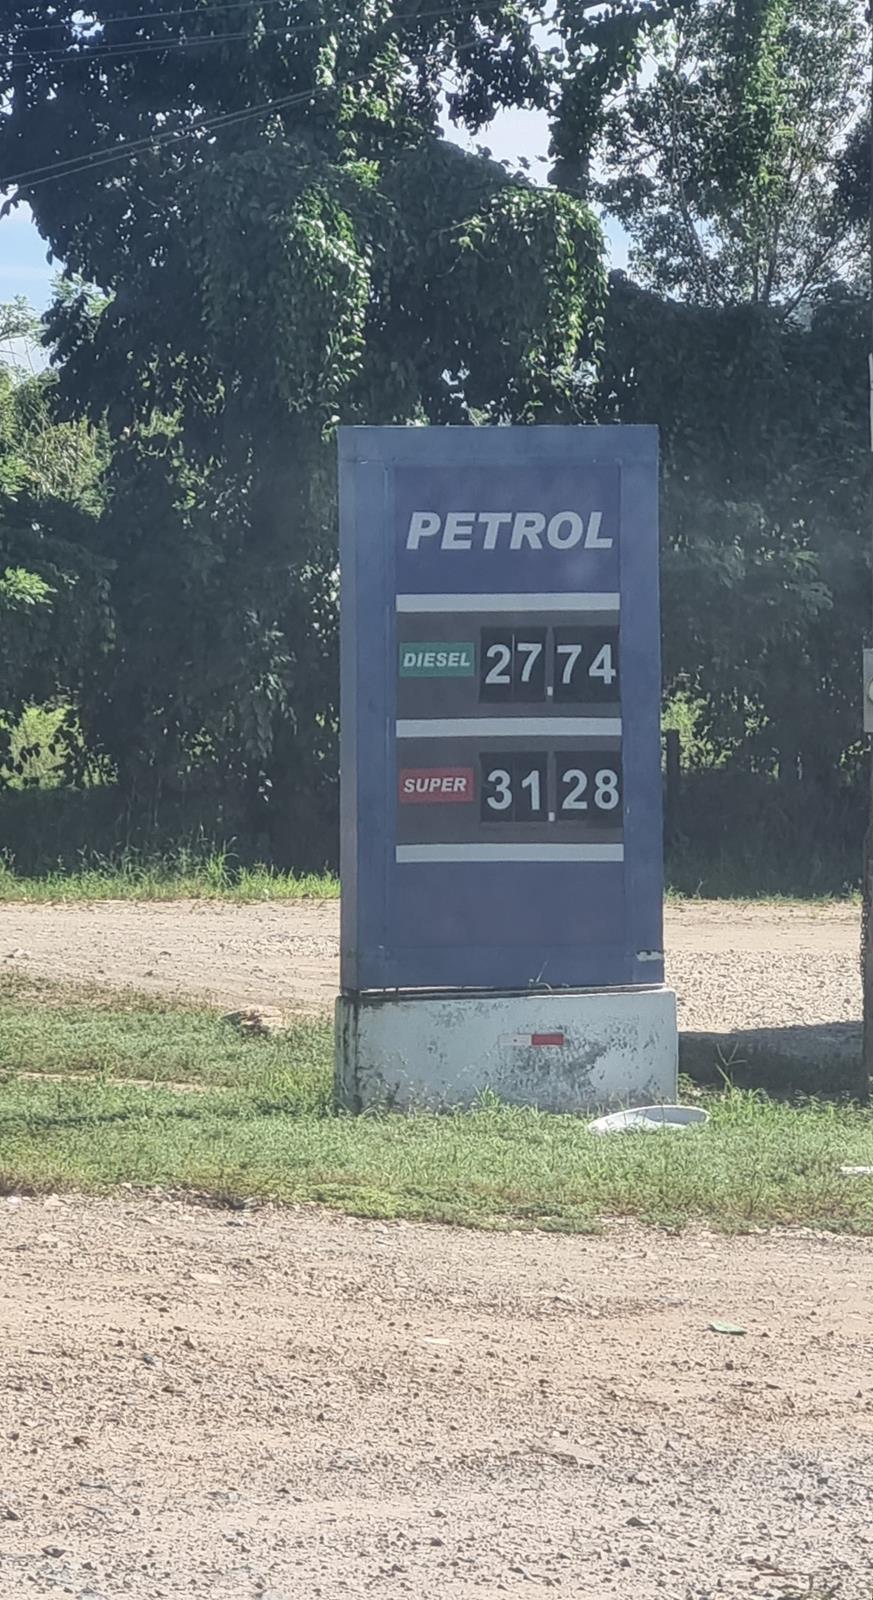 PETROL
DIESEL 27.74
SUPER 31.28